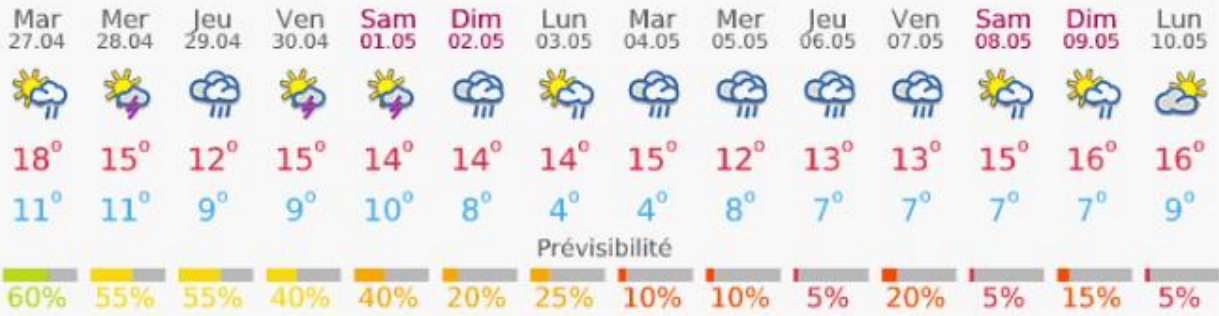 Mar Mer Jeu Ven Sam Dim Lun Mar Mer Jeu Ven Sam Dim Lun
27.04 28.04 29.04 30.04 01.05 02.05 03.05 04.05 05.05 06.05 07.05 08.05 09.05 10.05
18° 15° 12° 15° 14° 14° 14° 15° 12° 13° 13° 15° 16° 16°
11° 11° 9° 9° 10° 8° 4° 4° 8° 7° 7° 7° 7° 9°
Prévisibilité
60% 55% 55% 40% 40% 20% 25% 10% 10% 5% 20% 5% 15% 5%